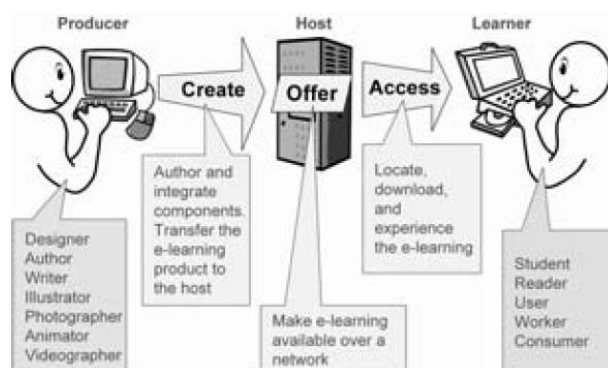 Producer
Host
Learner
Create
Offer
Access
Author and
integrate
components.
Transfer the
e-learning
product to
the host
Locate,
download,
and
experience
the e-learning
Designer
Author
Writer
Illustrator
Photographer
Animator
Videographer
Make e-learning
available over a
network
Student
Reader
User
Worker
Consumer